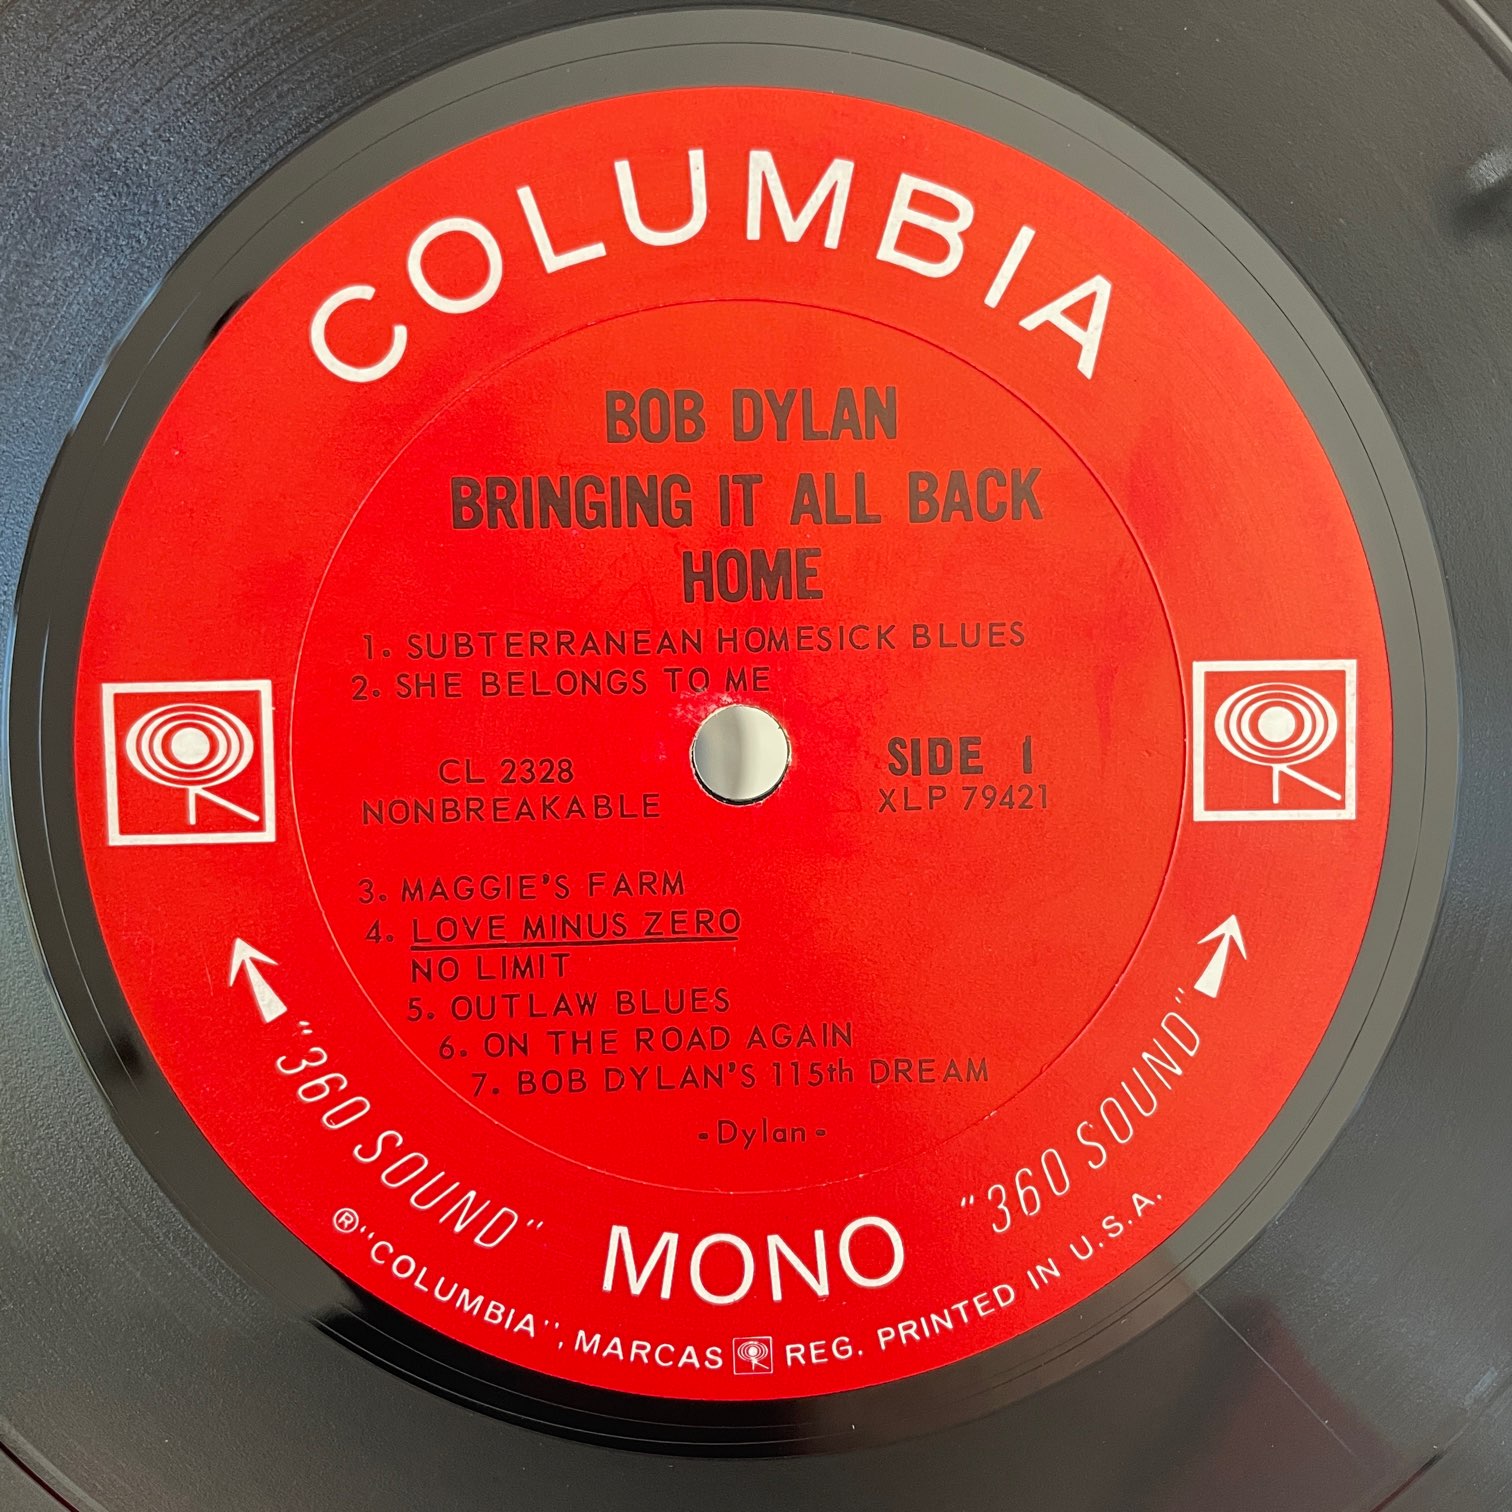 COLUMBIA
BOB DYLAN
BRINGING IT ALL BACK
HOME
1. SUBTERRANEAN HOMESICK BLUES
2. SHE BELONGS TO ME
CL 2328
NONBREAKABLE
SIDE 1
XLP 79421
3. MAGGIE'S FARM
4. LOVE MINUS ZERO
NO LIMIT
5. OUTLAW BLUES
6. ON THE ROAD AGAIN
7. BOB DYLAN'S 115th DREAM
-Dylan-
"360 SOUND"
MONO
"360 SOUND"
®"COLUMBIA", MARCAS REG. PRINTED IN U.S.A.